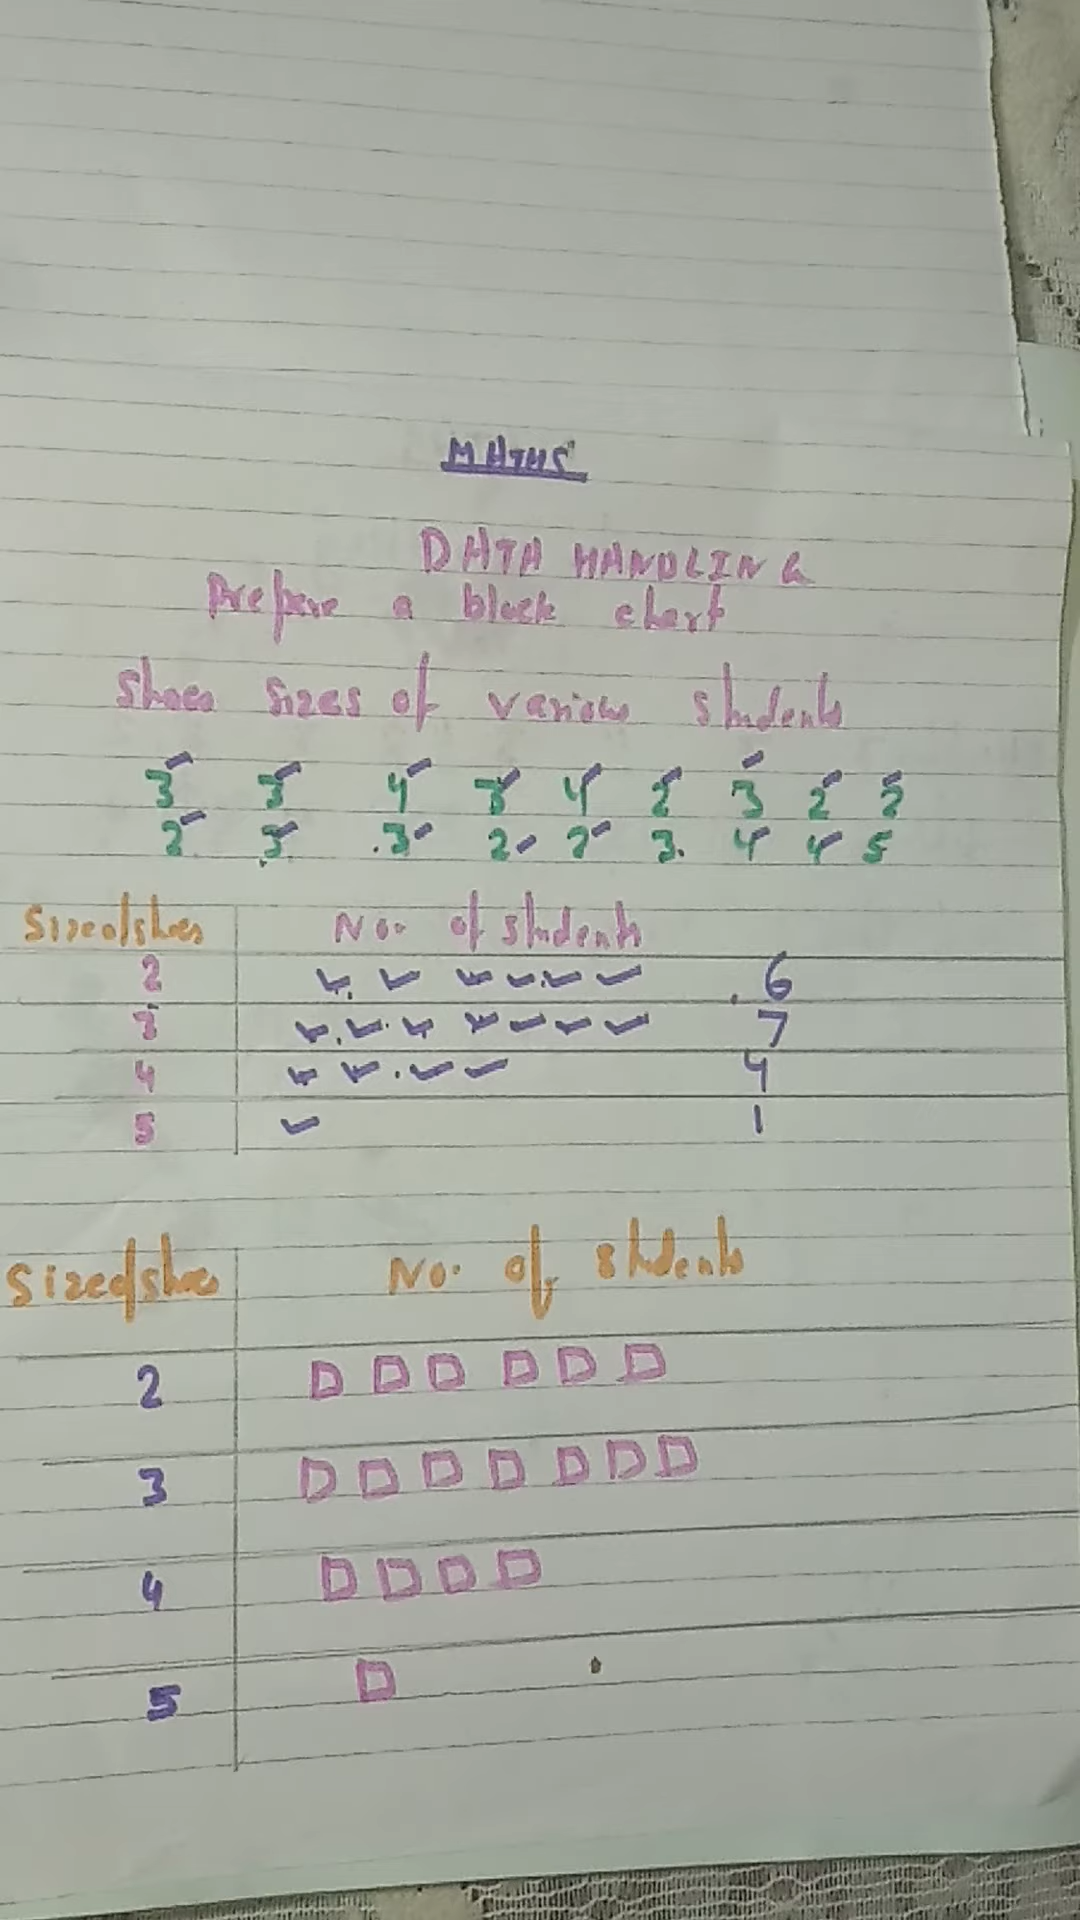 MATHS
DATA HANDLING
Prepare a block chart
Shoes sizes of various students
3 3 4 3 4 2 3 2 2
2 3 3 2 2 3 4 4 5
Size of shoes No. of students
2 6
3 7
4 4
5 1
Size of shoes No. of students
2
3
4
5